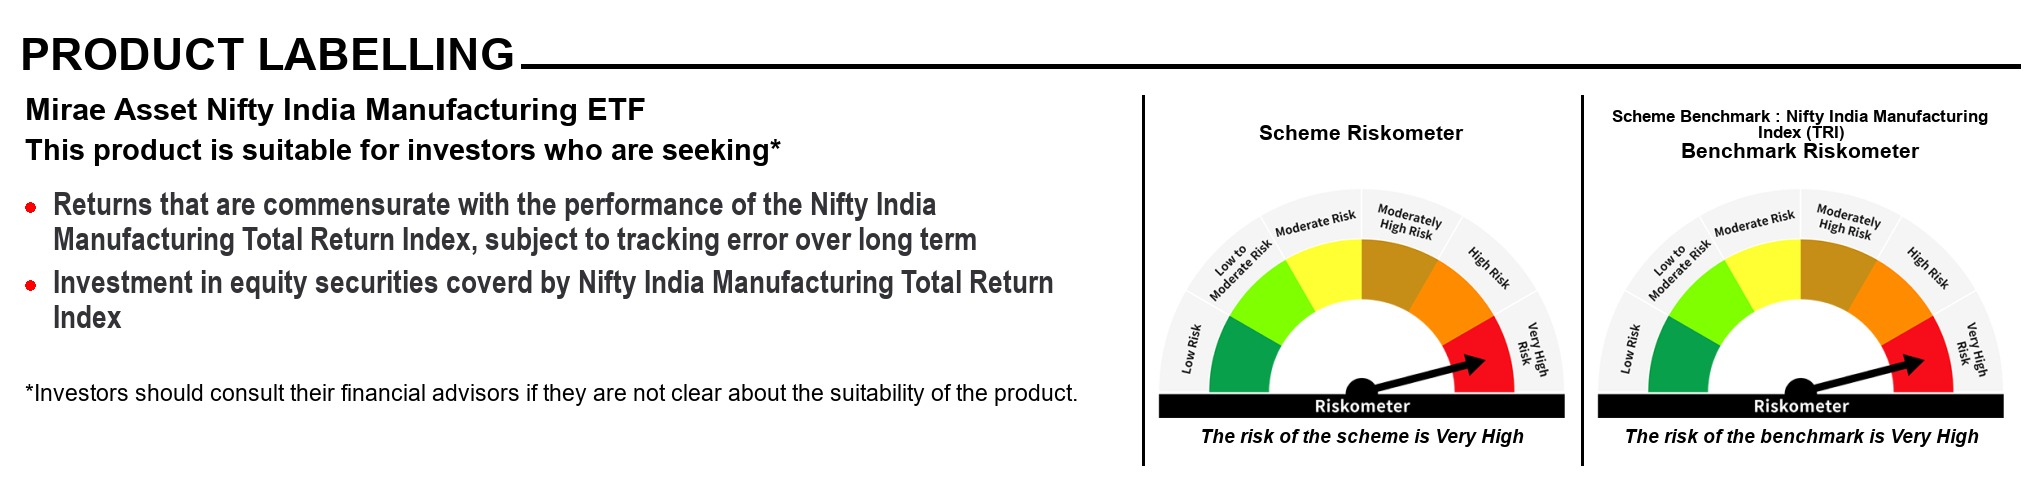 PRODUCT LABELLING
Mirae Asset Nifty India Manufacturing ETF
This product is suitable for investors who are seeking*
Returns that are commensurate with the performance of the Nifty India
Manufacturing Total Return Index, subject to tracking error over long term
Investment in equity securities coverd by Nifty India Manufacturing Total Return
Index
*Investors should consult their financial advisors if they are not clear about the suitability of the product.
Scheme Riskometer
Low Risk
Low to
Moderate Risk
Moderate Risk
Moderately
High Risk
High Risk
Very High
Risk
Riskometer
The risk of the scheme is Very High
Scheme Benchmark : Nifty India Manufacturing
Index (TRI)
Benchmark Riskometer
Low Risk
Low to
Moderate Risk
Moderate Risk
Moderately
High Risk
High Risk
Very High
Risk
Riskometer
The risk of the benchmark is Very High